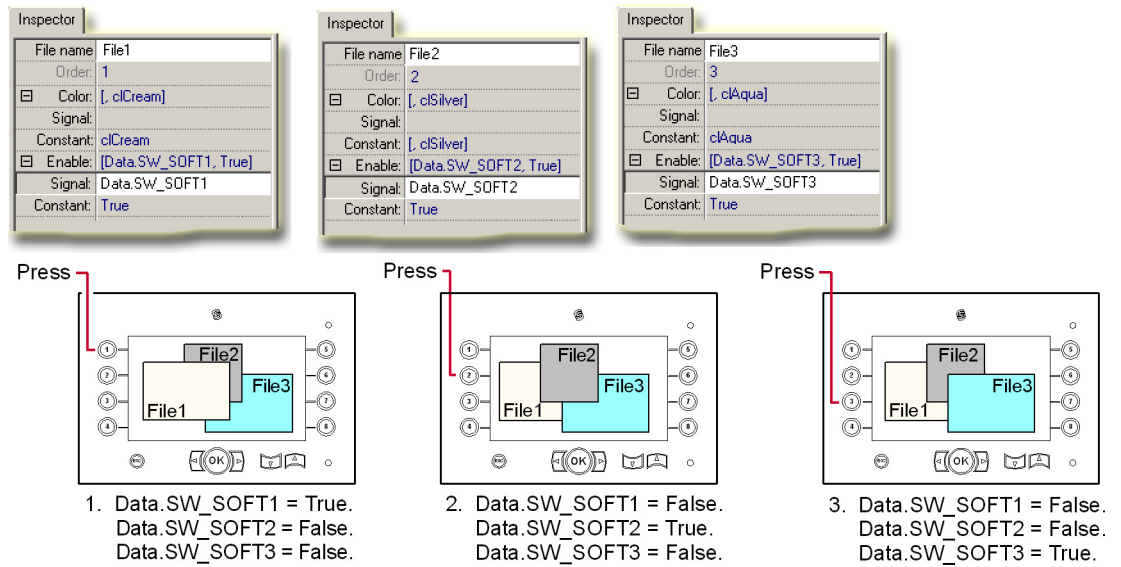 Inspector
File name File1
Order: 1
Color: [, clCream]
Signal:
Constant: clCream
Enable: [Data.SW_SOFT1, True]
Signal: Data.SW_SOFT1
Constant: True
Inspector
File name File2
Order: 2
Color: [, clSilver]
Signal:
Constant: [, clSilver]
Enable: [Data.SW_SOFT2, True]
Signal: Data.SW_SOFT2
Constant: True
Inspector
File name File3
Order: 3
Color: [, clAqua]
Signal:
Constant: clAqua
Enable: [Data.SW_SOFT3, True]
Signal: Data.SW_SOFT3
Constant: True
Press
1
2
3
4
File2
File3
File1
5
6
7
8
ESC
OK
1. Data.SW_SOFT1 = True.
Data.SW_SOFT2 = False.
Data.SW_SOFT3 = False.
Press
1
2
3
4
File2
File3
File1
5
6
7
8
ESC
OK
2. Data.SW_SOFT1 = False.
Data.SW_SOFT2 = True.
Data.SW_SOFT3 = False.
Press
1
2
3
4
File2
File3
File1
5
6
7
8
ESC
OK
3. Data.SW_SOFT1 = False.
Data.SW_SOFT2 = False.
Data.SW_SOFT3 = True.